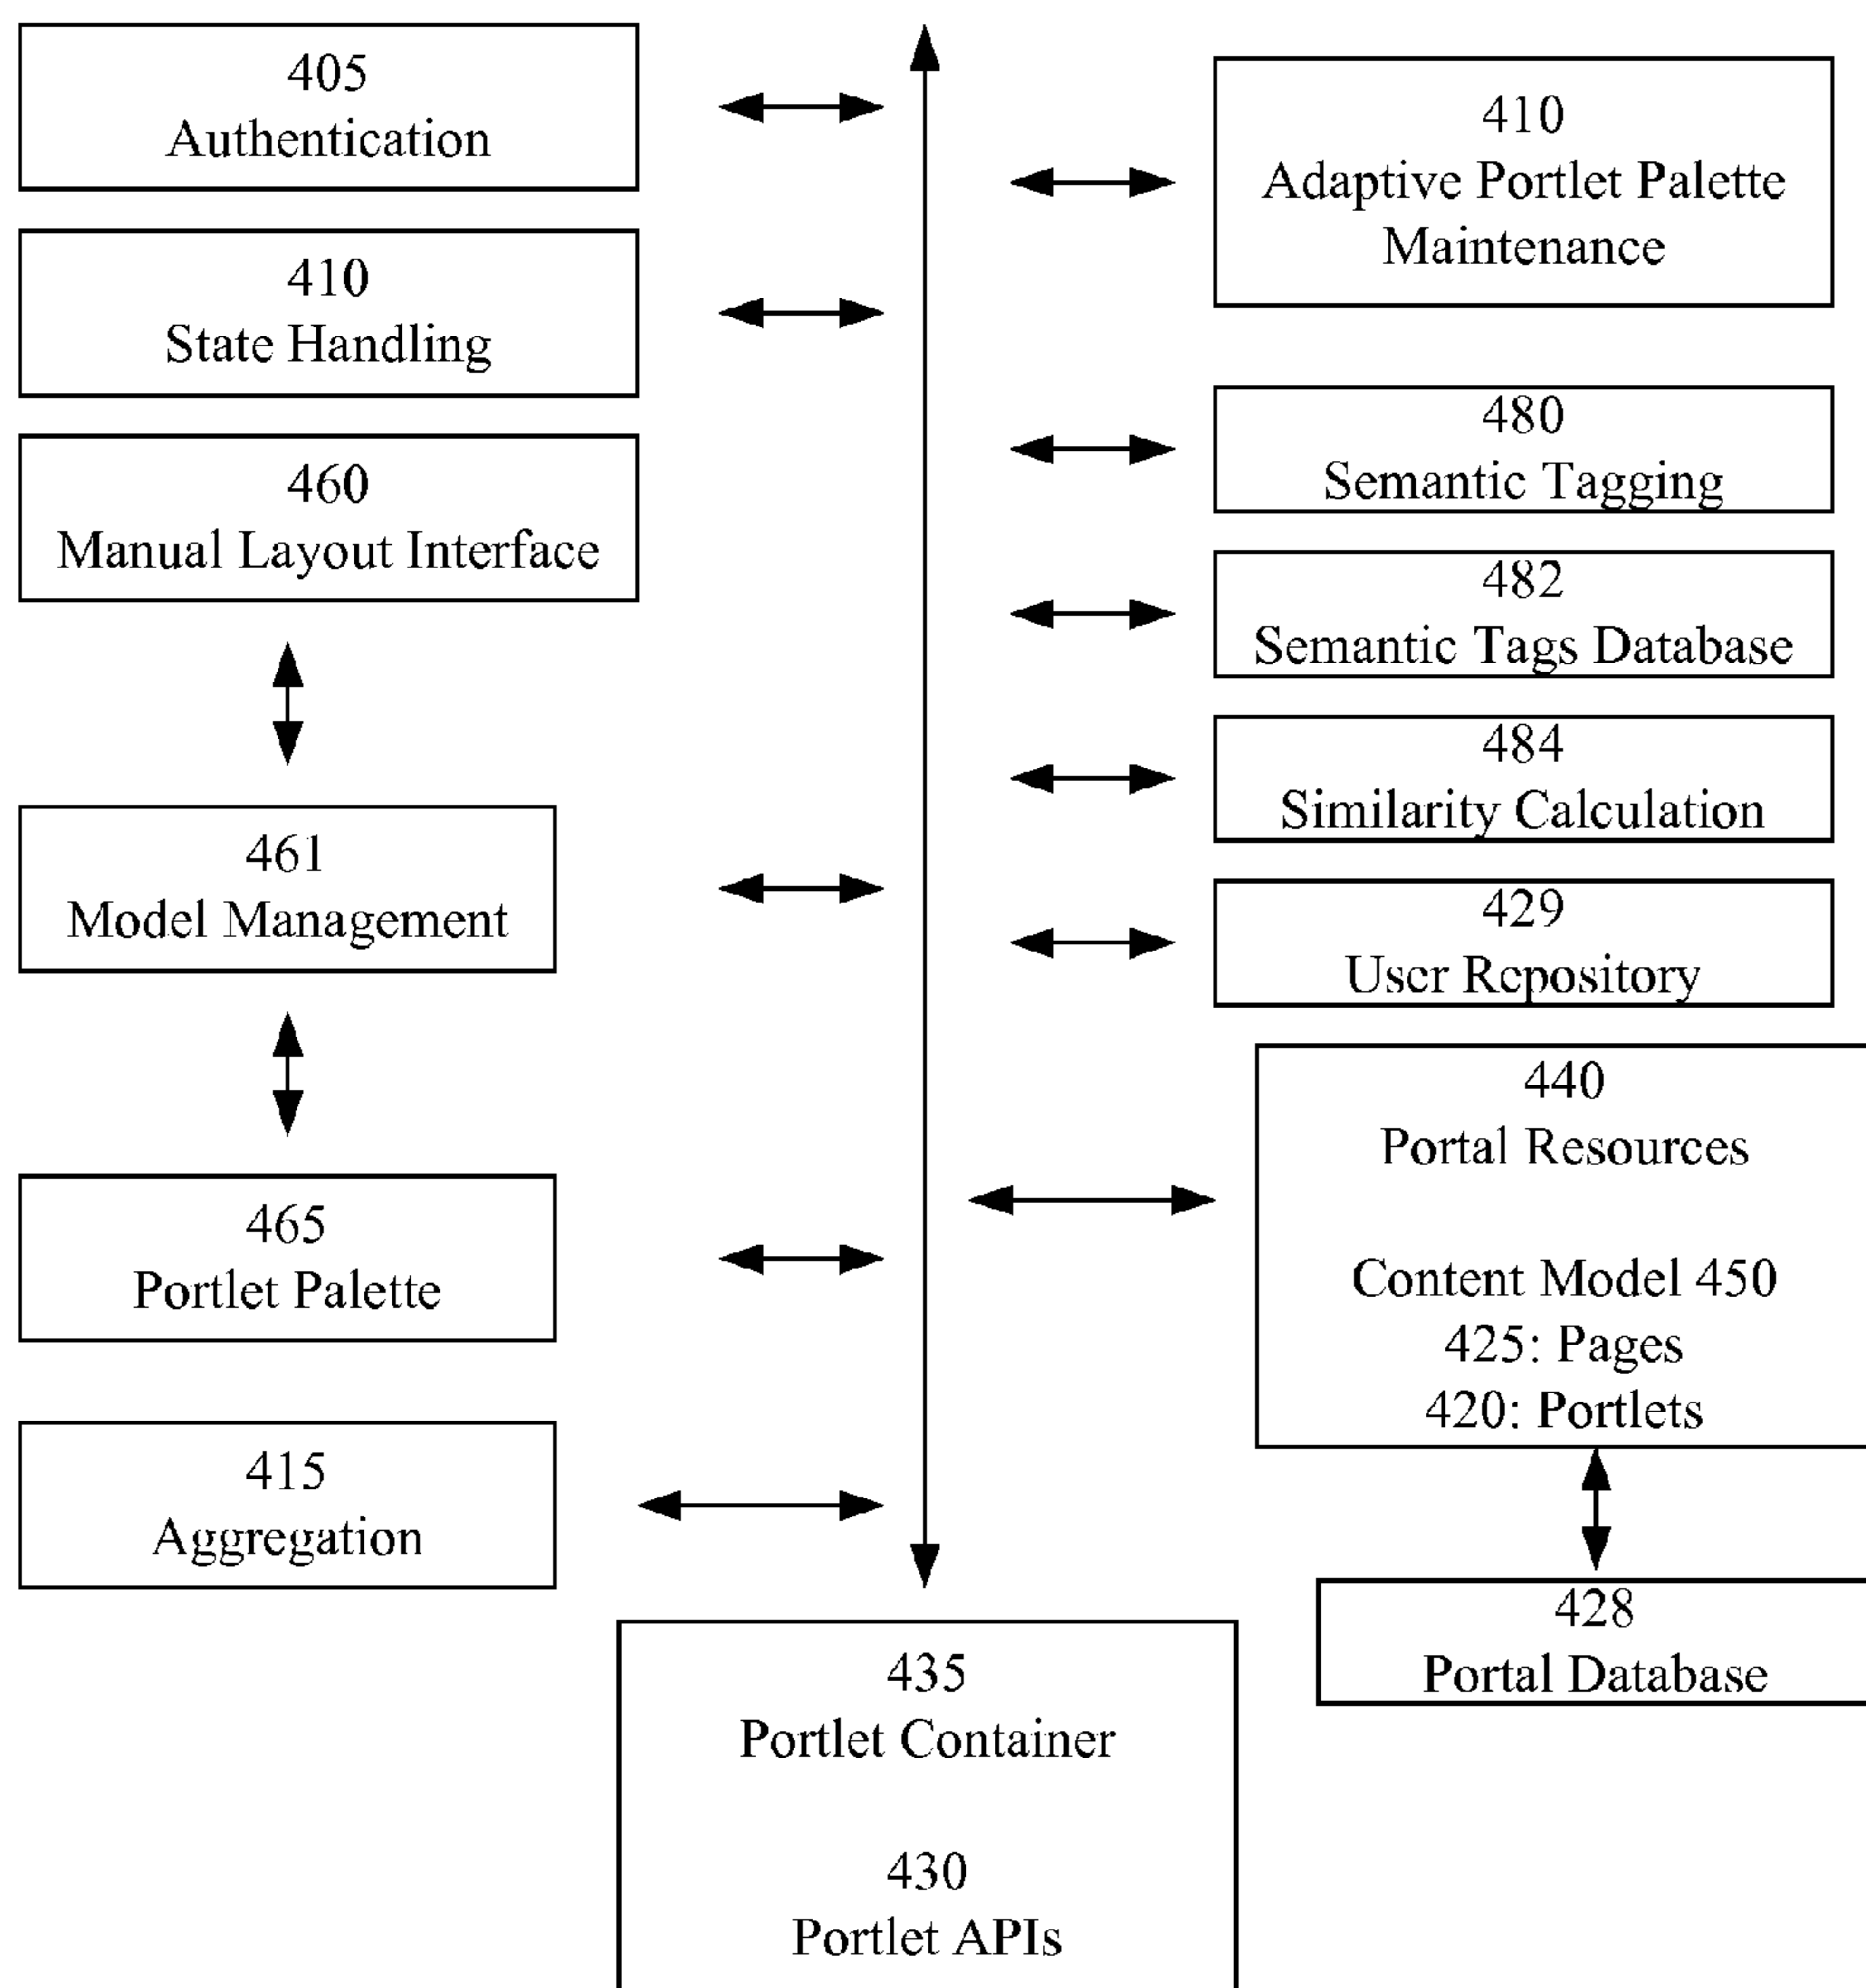 405
Authentication
410
State Handling
460
Manual Layout Interface
461
Model Management
465
Portlet Palette
415
Aggregation
410
Adaptive Portlet Palette
Maintenance
480
Semantic Tagging
482
Semantic Tags Database
484
Similarity Calculation
429
User Repository
440
Portal Resources
Content Model 450
425: Pages
420: Portlets
428
Portal Database
435
Portlet Container
430
Portlet APIs